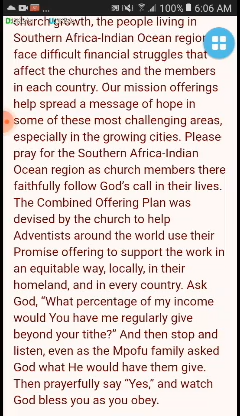 100% 6:06 AM
church growth, the people living in
Southern Africa-Indian Ocean region
face difficult financial struggles that
affect the churches and the members
in each country. Our mission offerings
help spread a message of hope in
some of these most challenging areas,
especially in the growing cities. Please
pray for the Southern Africa-Indian
Ocean region as church members there
faithfully follow God's call in their lives.
The Combined Offering Plan was
devised by the church to help
Adventists around the world use their
Promise offering to support the work in
an equitable way, locally, in their
homeland, and in every country. Ask
God, “What percentage of my income
would You have me regularly give
beyond your tithe?” And then stop and
listen, even as the Mpofu family asked
God what He would have them give.
Then prayerfully say “Yes,” and watch
God bless you as you obey.